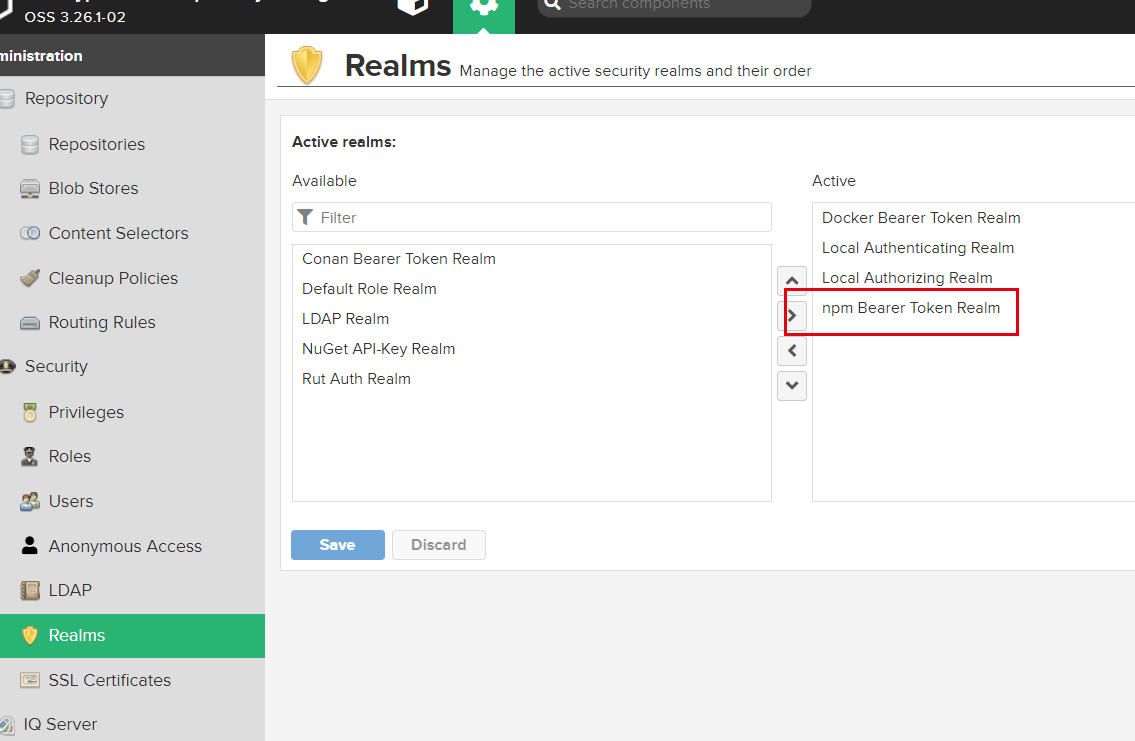 OSS 3.26.1-02
Search components
ministration
Realms Manage the active security realms and their order
Repository
Repositories
Blob Stores
Content Selectors
Cleanup Policies
Routing Rules
Security
Privileges
Roles
Users
Anonymous Access
LDAP
Realms
SSL Certificates
IQ Server
Active realms:
Available
Filter
Conan Bearer Token Realm
Default Role Realm
LDAP Realm
NuGet API-Key Realm
Rut Auth Realm
Active
Docker Bearer Token Realm
Local Authenticating Realm
Local Authorizing Realm
npm Bearer Token Realm
Save
Discard